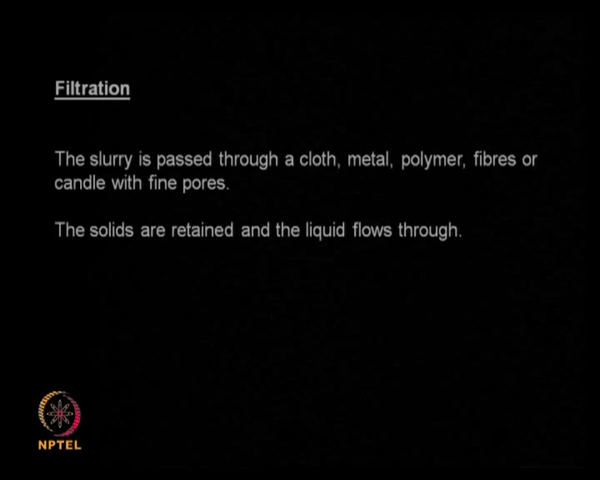 Filtration
The slurry is passed through a cloth, metal, polymer, fibres or
candle with fine pores.
The solids are retained and the liquid flows through.
NPTEL